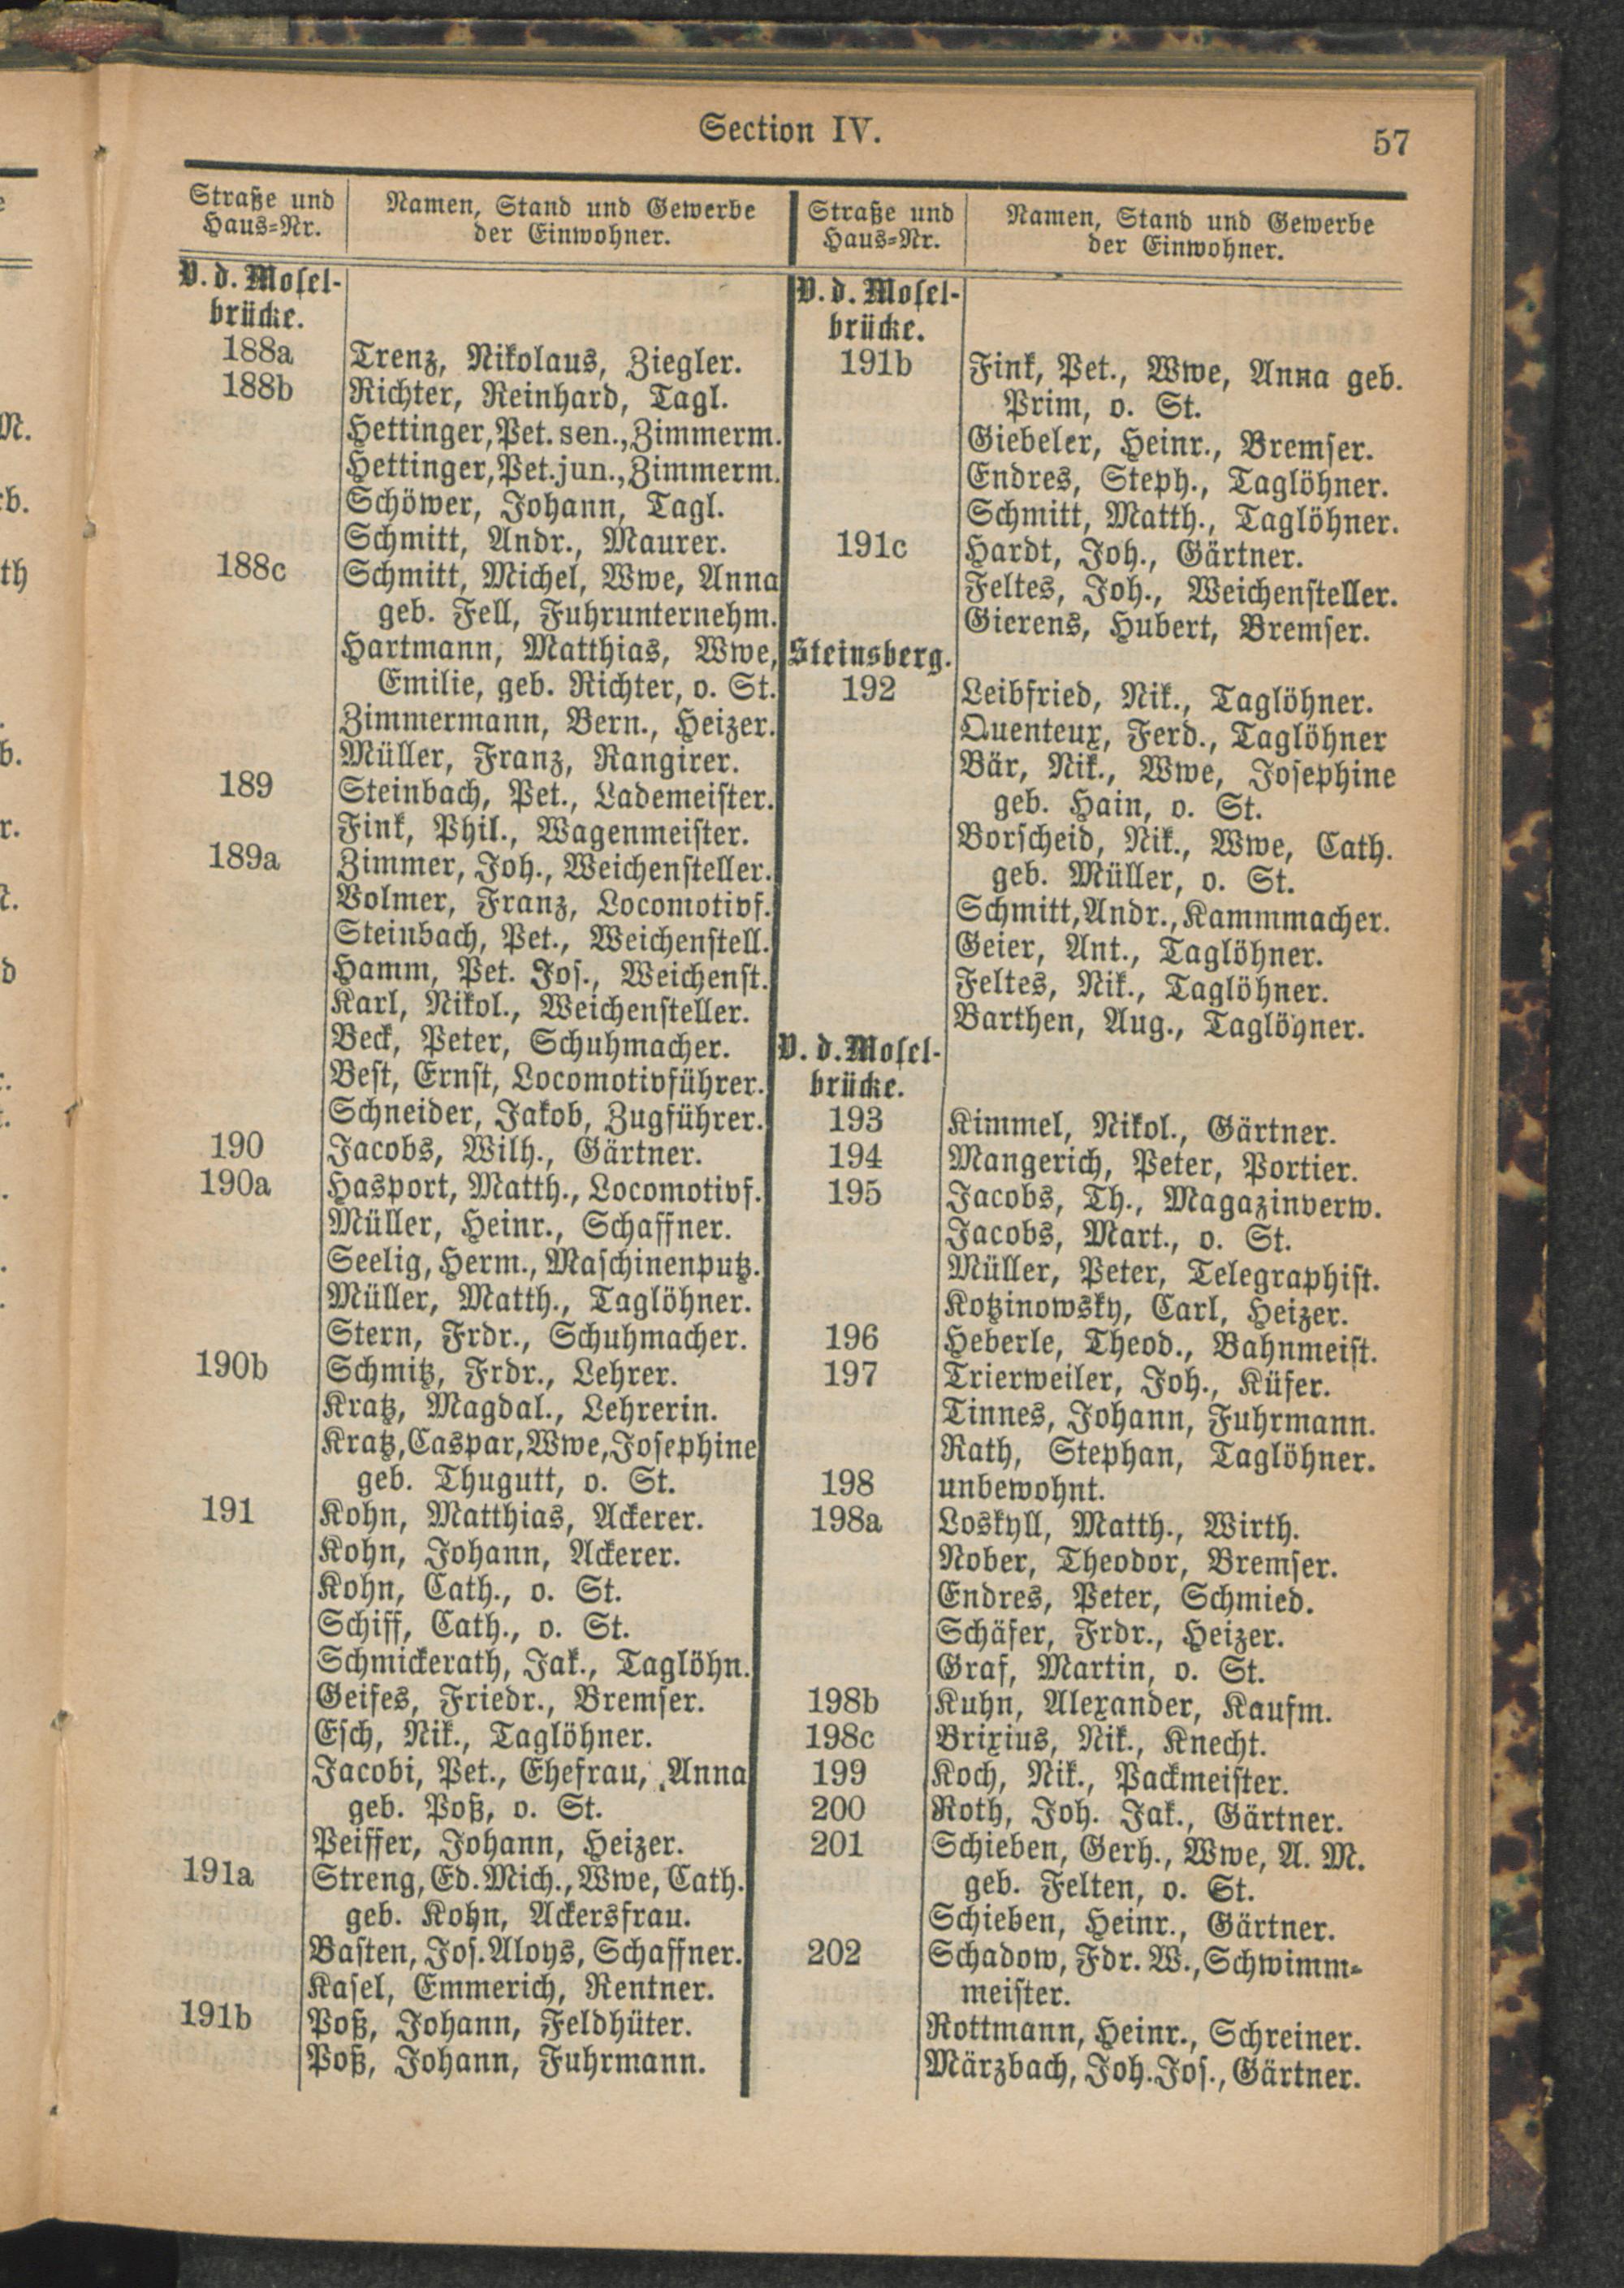 Section IV.
57
Straße und
Haus=Nr.
Namen, Stand und Gewerbe
der Einwohner.
V. d. Mosel-
brücke.
188a Trenz, Nikolaus, Ziegler.
188b Richter, Reinhard, Tagl.
Hettinger, Pet. sen., Zimmerm.
Hettinger, Pet. jun., Zimmerm.
Schöwer, Johann, Tagl.
Schmitt, Andr., Maurer.
188c Schmitt, Michel, Wwe, Anna
geb. Fell, Fuhrunternehm.
Hartmann, Matthias, Wwe,
Emilie, geb. Richter, o. St.
Zimmermann, Bern., Heizer.
Müller, Franz, Rangirer.
189 Steinbach, Pet., Lademeister.
Fink, Phil., Wagenmeister.
189a Zimmer, Joh., Weichensteller.
Volmer, Franz, Locomotivf.
Steinbach, Pet., Weichenstell.
Hamm, Pet. Jos., Weichenst.
Karl, Nikol., Weichensteller.
Beck, Peter, Schuhmacher.
Best, Ernst, Locomotivführer.
Schneider, Jakob, Zugführer.
190 Jacobs, Wilh., Gärtner.
190a Hasport, Matth., Locomotivf.
Müller, Heinr., Schaffner.
Seelig, Herm., Maschinenputz.
Müller, Matth., Taglöhner.
Stern, Frdr., Schuhmacher.
190b Schmitz, Frdr., Lehrer.
Kratz, Magdal., Lehrerin.
Kratz, Caspar, Wwe, Josephine
geb. Thugutt, o. St.
191 Kohn, Matthias, Ackerer.
Kohn, Johann, Ackerer.
Kohn, Cath., o. St.
Schiff, Cath., o. St.
Schmickerath, Jak., Taglöhn.
Geifes, Friedr., Bremser.
Esch, Nik., Taglöhner.
Jacobi, Pet., Ehefrau, Anna
geb. Poß, o. St.
Peiffer, Johann, Heizer.
191a Streng, Ed. Mich., Wwe, Cath.
geb. Kohn, Ackersfrau.
Basten, Jos. Aloys, Schaffner.
Kasel, Emmerich, Rentner.
191b Poß, Johann, Feldhüter.
Poß, Johann, Fuhrmann.
Straße und
Haus=Nr.
Namen, Stand und Gewerbe
der Einwohner.
V. d. Mosel-
brücke.
191b Fink, Pet., Wwe, Anna geb.
Prim, o. St.
Giebeler, Heinr., Bremser.
Endres, Steph., Taglöhner.
Schmitt, Matth., Taglöhner.
191c Hardt, Joh., Gärtner.
Feltes, Joh., Weichensteller.
Gierens, Hubert, Bremser.
Steinsberg.
192 Leibfried, Nik., Taglöhner.
Quenteux, Ferd., Taglöhner
Bär, Nik., Wwe, Josephine
geb. Hain, o. St.
Borscheid, Nik., Wwe, Cath.
geb. Müller, o. St.
Schmitt, Andr., Kammmacher.
Geier, Ant., Taglöhner.
Feltes, Nik., Taglöhner.
Barthen, Aug., Taglöhner.
V. d. Mosel-
brücke.
193 Kimmel, Nikol., Gärtner.
194 Mangerich, Peter, Portier.
195 Jacobs, Th., Magazinverw.
Jacobs, Mart., o. St.
Müller, Peter, Telegraphist.
Kotzinowsky, Carl, Heizer.
196 Heberle, Theod., Bahnmeist.
197 Trierweiler, Joh., Küfer.
Tinnes, Johann, Fuhrmann.
Rath, Stephan, Taglöhner.
198 unbewohnt.
198a Loskyll, Matth., Wirth.
Nober, Theodor, Bremser.
Endres, Peter, Schmied.
Schäfer, Frdr., Heizer.
Graf, Martin, o. St.
198b Kuhn, Alexander, Kaufm.
198c Brixius, Nik., Knecht.
199 Koch, Nik., Packmeister.
200 Roth, Joh. Jak., Gärtner.
201 Schieben, Gerh., Wwe, A. M.
geb. Felten, o. St.
Schieben, Heinr., Gärtner.
202 Schadow, Fdr. W., Schwimm=
meister.
Rottmann, Heinr., Schreiner.
Märzbach, Joh. Jos., Gärtner.